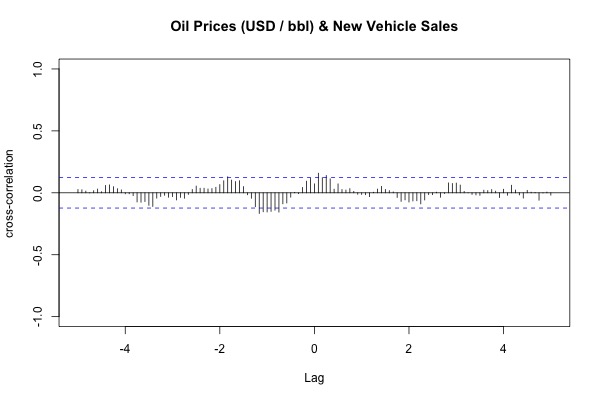 Oil Prices (USD / bbl) & New Vehicle Sales
cross-correlation
1.0
0.5
0.0
-0.5
-1.0
-4 -2 0 2 4
Lag